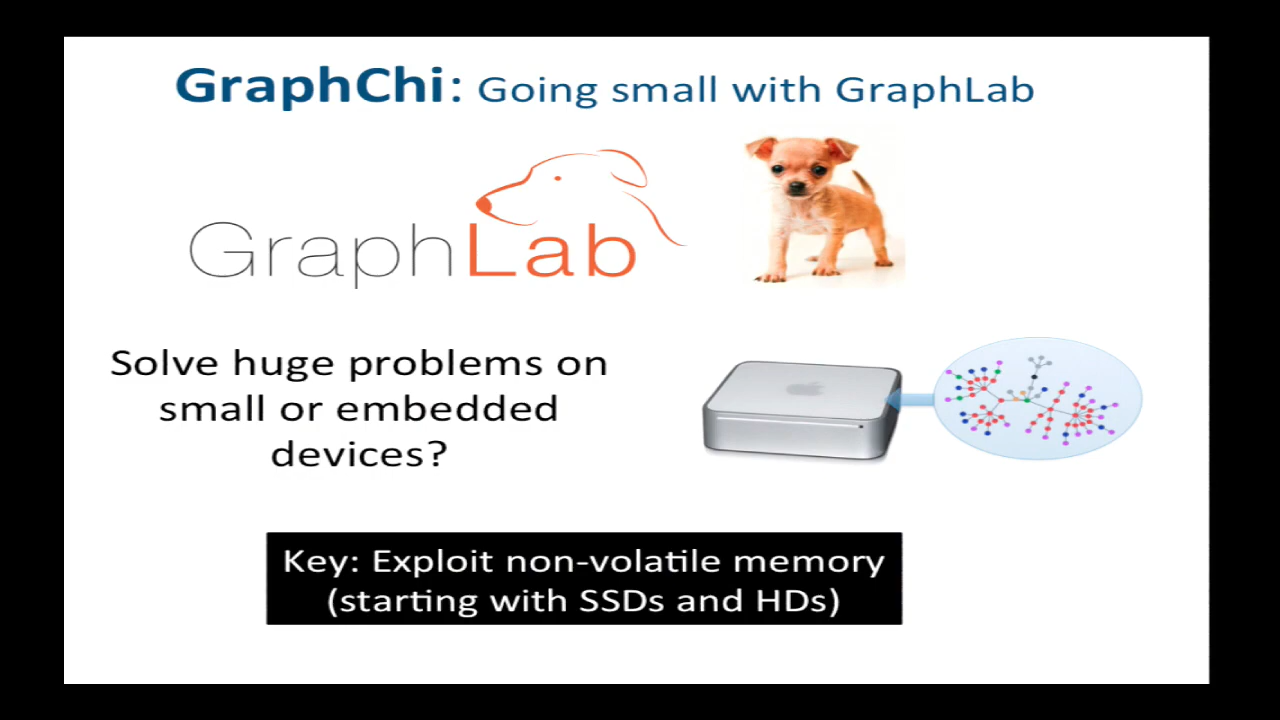 GraphChi: Going small with GraphLab
GraphLab
Solve huge problems on
small or embedded
devices?
Key: Exploit non-volatile memory
(starting with SSDs and HDs)